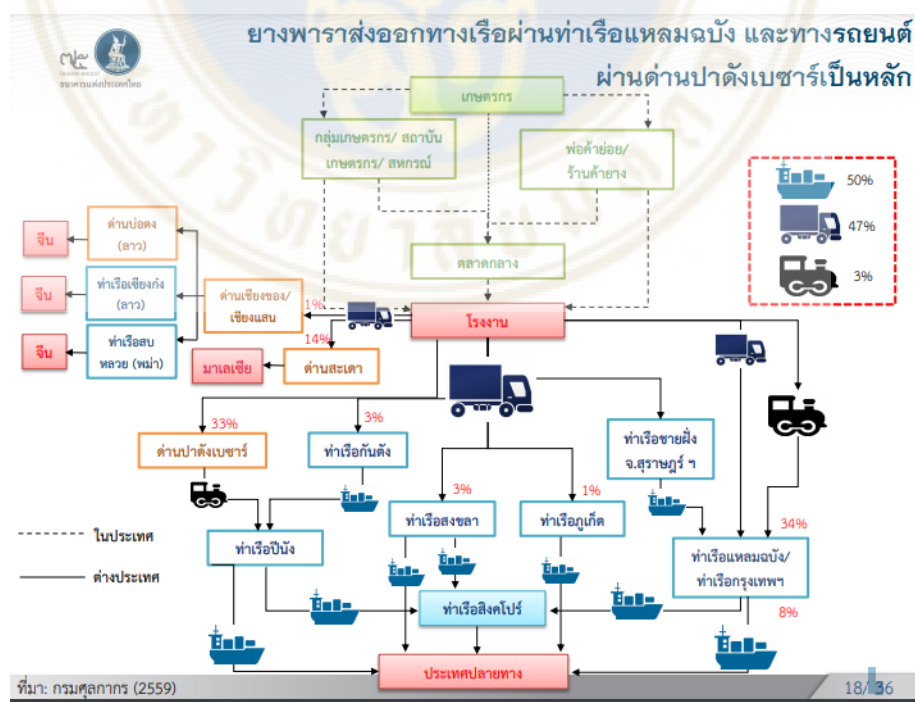 ยางพาราส่งออกทางเรือผ่านท่าเรือแหลมฉบัง และทางรถยนต์
ผ่านด่านปาดังเบซาร์เป็นหลัก
ธนาคารแห่งประเทศไทย
เกษตรกร
กลุ่มเกษตรกร/ สถาบัน
เกษตรกร/ สหกรณ์
พ่อค้าย่อย/
ร้านค้ายาง
50%
47%
3%
ตลาดกลาง
จีน
ด่านบ่อตง
(ลาว)
จีน
ท่าเรือเชียงก๋ง
(ลาว)
ด่านเชียงของ/
เชียงแสน
1%
โรงงาน
จีน
ท่าเรือสบ
หลวย (พม่า)
14%
มาเลเซีย
ด่านสะเดา
33%
ด่านปาดังเบซาร์
3%
ท่าเรือกันตัง
ท่าเรือชายฝั่ง
จ.สุราษฎร์ ฯ
3%
ท่าเรือสงขลา
1%
ท่าเรือภูเก็ต
34%
ท่าเรือแหลมฉบัง/
ท่าเรือกรุงเทพฯ
8%
ในประเทศ
ต่างประเทศ
ท่าเรือปีนัง
ท่าเรือสิงคโปร์
ประเทศปลายทาง
ที่มา: กรมศุลกากร (2559)
18/ 36